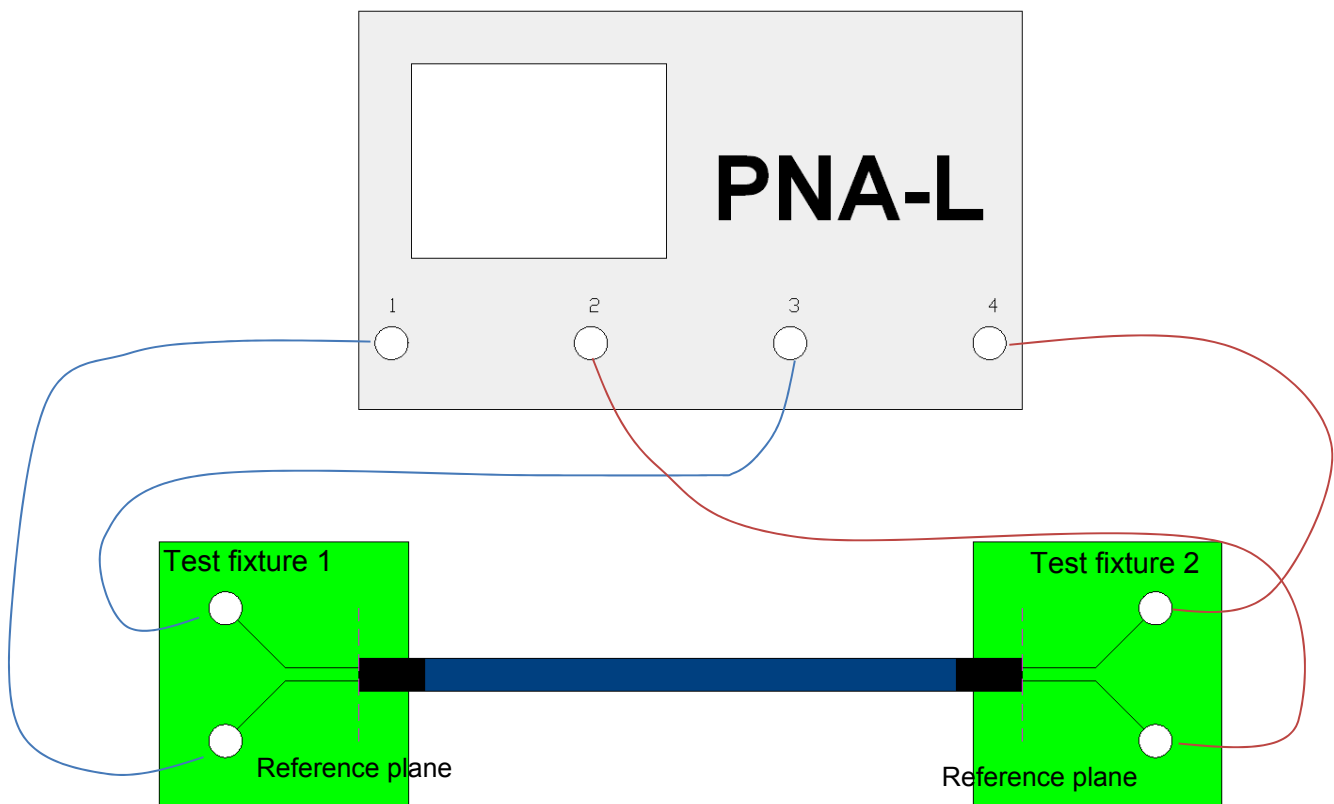 PNA-L
1 2 3 4
Test fixture 1
Test fixture 2
Reference plane
Reference plane